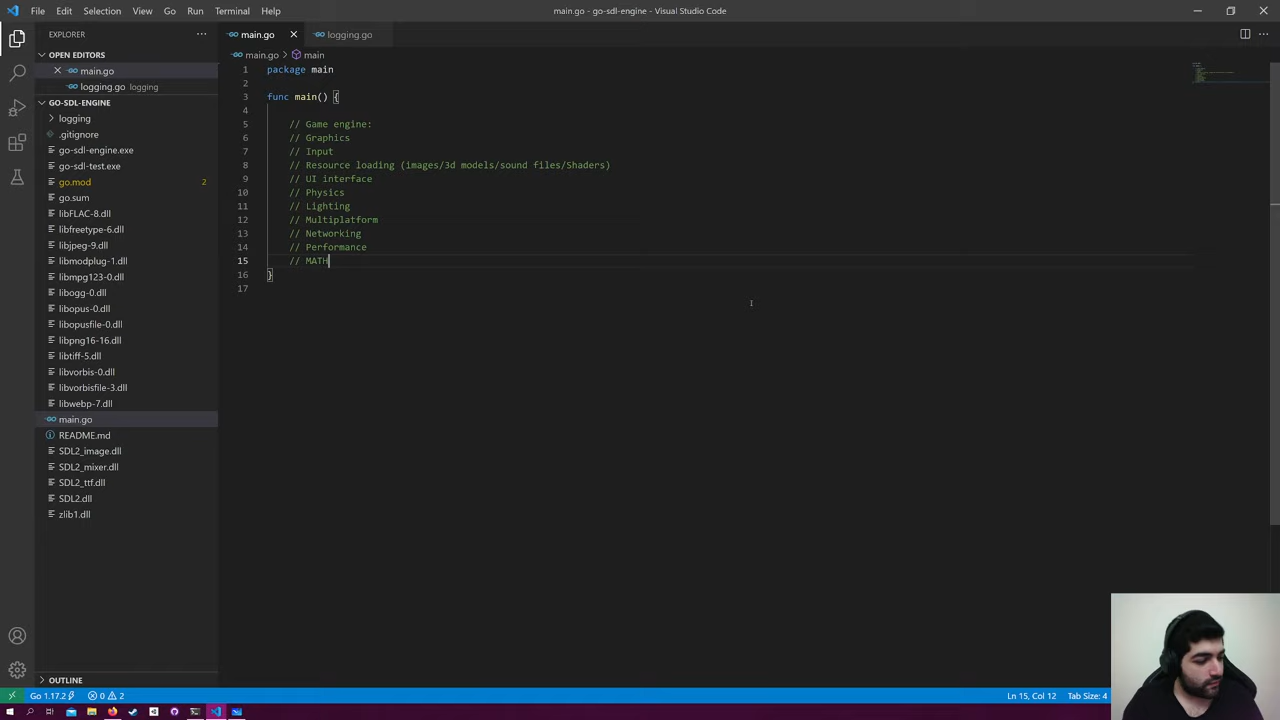 File Edit Selection View Go Run Terminal Help
main.go - go-sdl-engine - Visual Studio Code
EXPLORER
main.go
logging.go
OPEN EDITORS
main.go
main
main.go
logging.go logging
GO-SDL-ENGINE
logging
.gitignore
go-sdl-engine.exe
go-sdl-test.exe
go.mod 2
go.sum
libFLAC-8.dll
libfreetype-6.dll
libjpeg-9.dll
libmodplug-1.dll
libmpg123-0.dll
libogg-0.dll
libopus-0.dll
libopusfile-0.dll
libpng16-16.dll
libtiff-5.dll
libvorbis-0.dll
libvorbisfile-3.dll
libwebp-7.dll
main.go
README.md
SDL2_image.dll
SDL2_mixer.dll
SDL2_ttf.dll
SDL2.dll
zlib1.dll
OUTLINE
1 package main
2
3 func main() {
4
5 // Game engine:
6 // Graphics
7 // Input
8 // Resource loading (images/3d models/sound files/Shaders)
9 // UI interface
10 // Physics
11 // Lighting
12 // Multiplatform
13 // Networking
14 // Performance
15 // MATH
16 }
17
Go 1.17.2 0 2
Ln 15, Col 12 Tab Size: 4